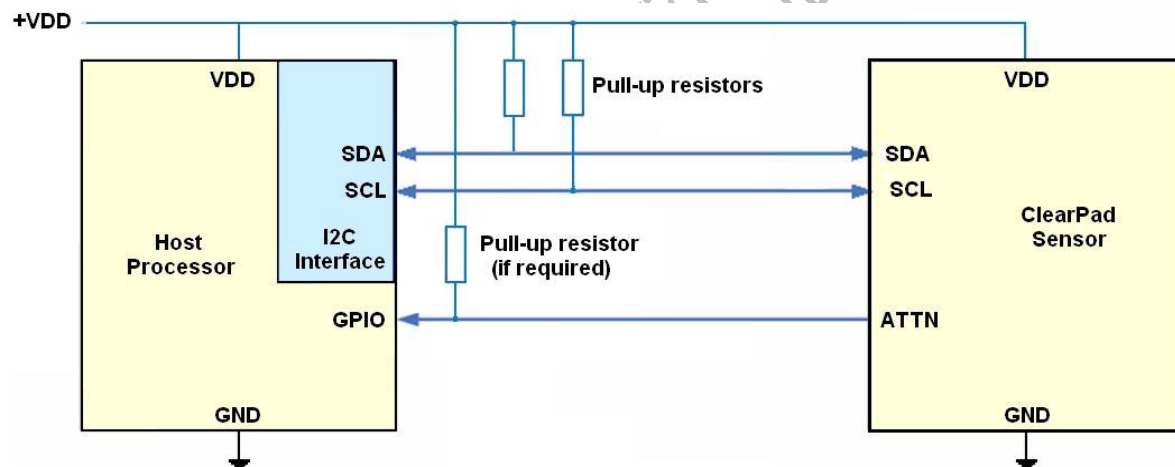 +VDD
VDD
VDD
Pull-up resistors
SDA
SDA
SCL
SCL
ClearPad
Sensor
Host
Processor
I2C
Interface
Pull-up resistor
(if required)
GPIO
ATTN
GND
GND